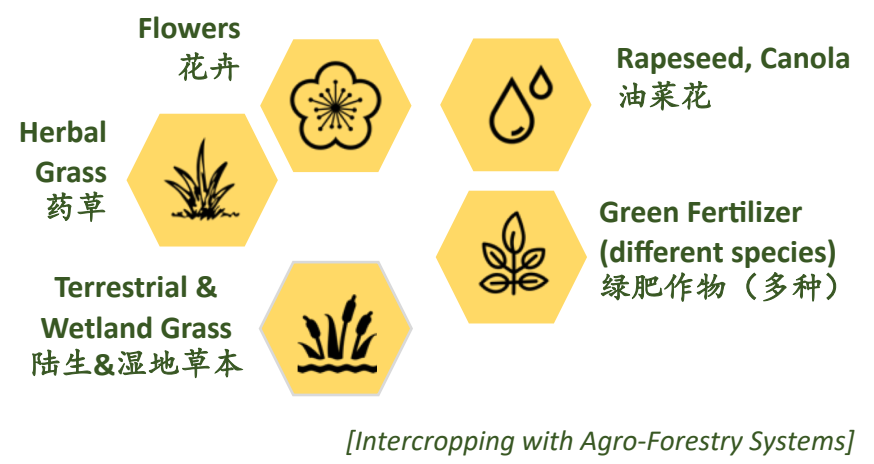 Flowers
花卉
Rapeseed, Canola
油菜花
Herbal
Grass
药草
Green Fertilizer
(different species)
绿肥作物（多种）
Terrestrial &
Wetland Grass
陆生&湿地草本
[Intercropping with Agro-Forestry Systems]